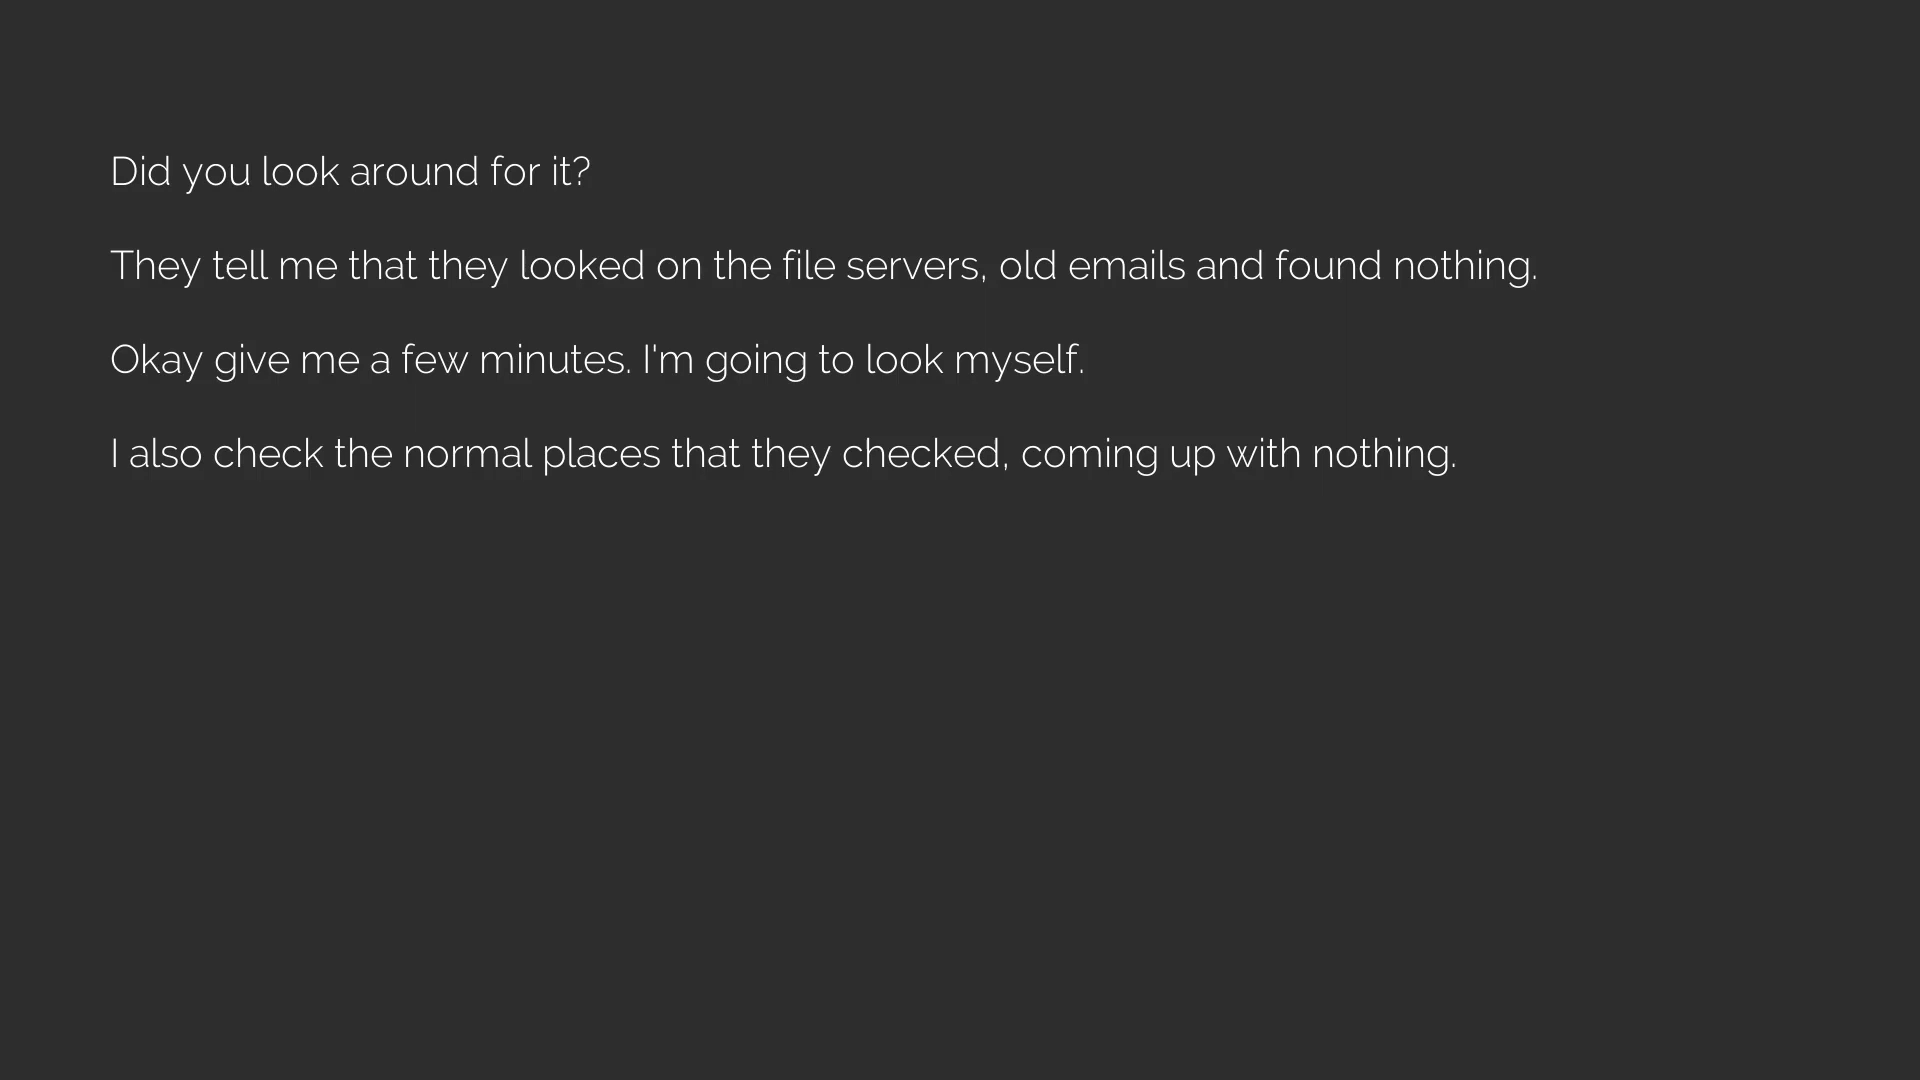 Did you look around for it?
They tell me that they looked on the file servers, old emails and found nothing.
Okay give me a few minutes. I'm going to look myself.
I also check the normal places that they checked, coming up with nothing.